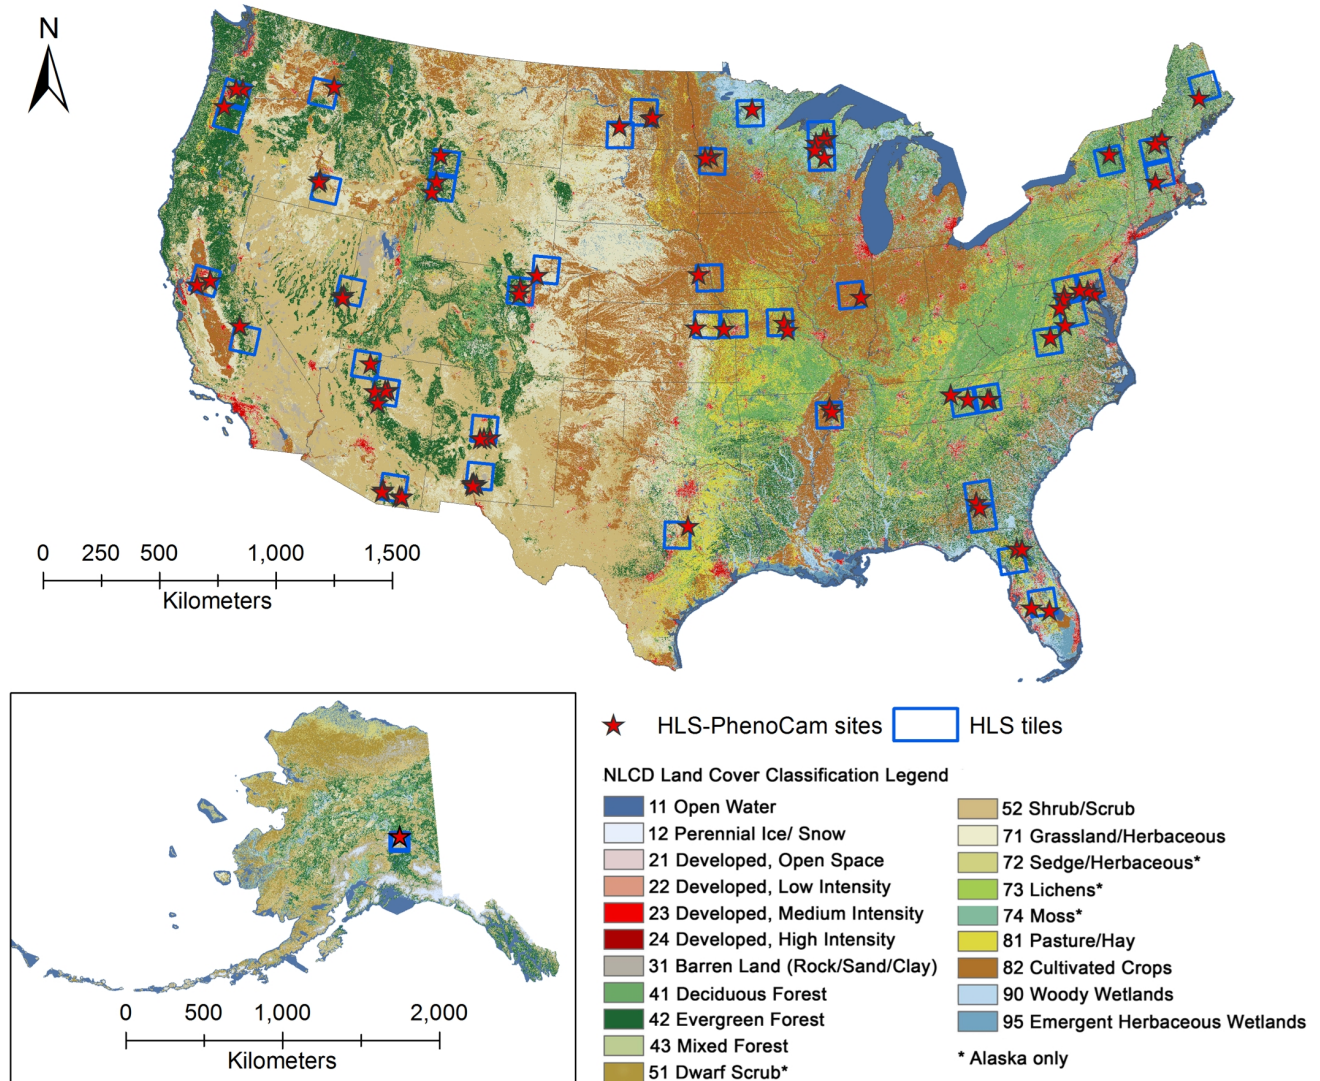 N
0 250 500 1,000 1,500
Kilometers
HLS-PhenoCam sites HLS tiles
NLCD Land Cover Classification Legend
11 Open Water
12 Perennial Ice/ Snow
21 Developed, Open Space
22 Developed, Low Intensity
23 Developed, Medium Intensity
24 Developed, High Intensity
31 Barren Land (Rock/Sand/Clay)
41 Deciduous Forest
42 Evergreen Forest
43 Mixed Forest
51 Dwarf Scrub*
52 Shrub/Scrub
71 Grassland/Herbaceous
72 Sedge/Herbaceous*
73 Lichens*
74 Moss*
81 Pasture/Hay
82 Cultivated Crops
90 Woody Wetlands
95 Emergent Herbaceous Wetlands
* Alaska only
0 500 1,000 2,000
Kilometers